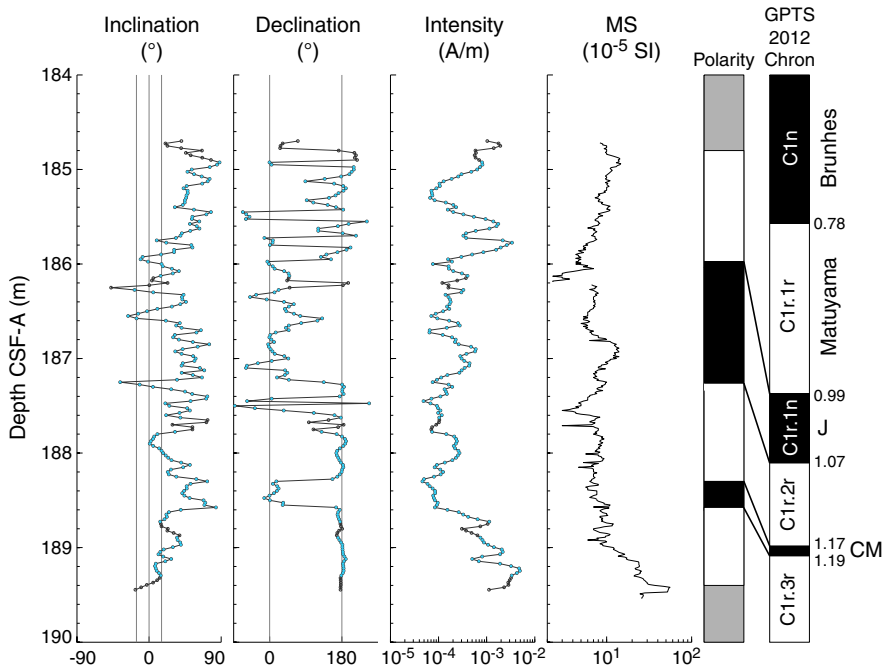 Inclination
(°)
Declination
(°)
Intensity
(A/m)
MS
(10-5 SI)
Polarity
GPTS
2012
Chron
Depth CSF-A (m)
184
185
186
187
188
189
190
-90
0
90
0
180
10-5
10-4
10-3
10-2
101
102
C1n
C1r.1r
C1r.1n
C1r.2r
C1r.3r
0.78
0.99
1.07
1.17
1.19
Brunhes
Matuyama
J
CM